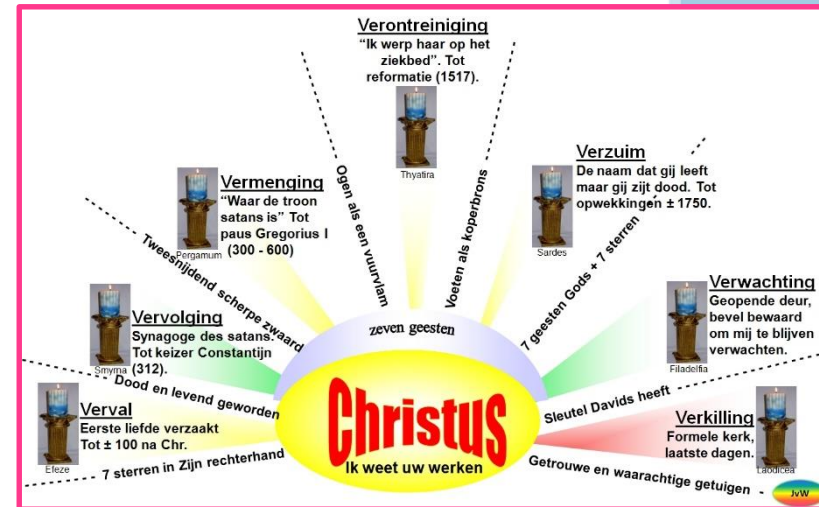 Verontreiniging
“Ik werp haar op het
ziekbed”. Tot
reformatie (1517).
Thyatira
Vermenging
“Waar de troon
satans is” Tot
paus Gregorius I
(300 - 600)
Pergamum
Verzuim
De naam dat gij leeft
maar gij zijt dood. Tot
opwekkingen ± 1750.
Sardes
Vervolging
Synagoge des satans.
Tot keizer Constantijn
(312).
Smyrna
Verwachting
Geopende deur,
bevel bewaard
om mij te blijven
verwachten.
Filadelfia
Verval
Eerste liefde verzaakt
Tot ± 100 na Chr.
Efeze
Verkilling
Formele kerk,
laatste dagen.
Laodicea
7 sterren in Zijn rechterhand
Dood en levend geworden
Tweesnijdend scherpe zwaard
Ogen als een vuurvlam
Voeten als koperbrons
7 geesten Gods + 7 sterren
Sleutel Davids heeft
Getrouwe en waarachtige getuigen
zeven geesten
Christus
Ik weet uw werken
JvW